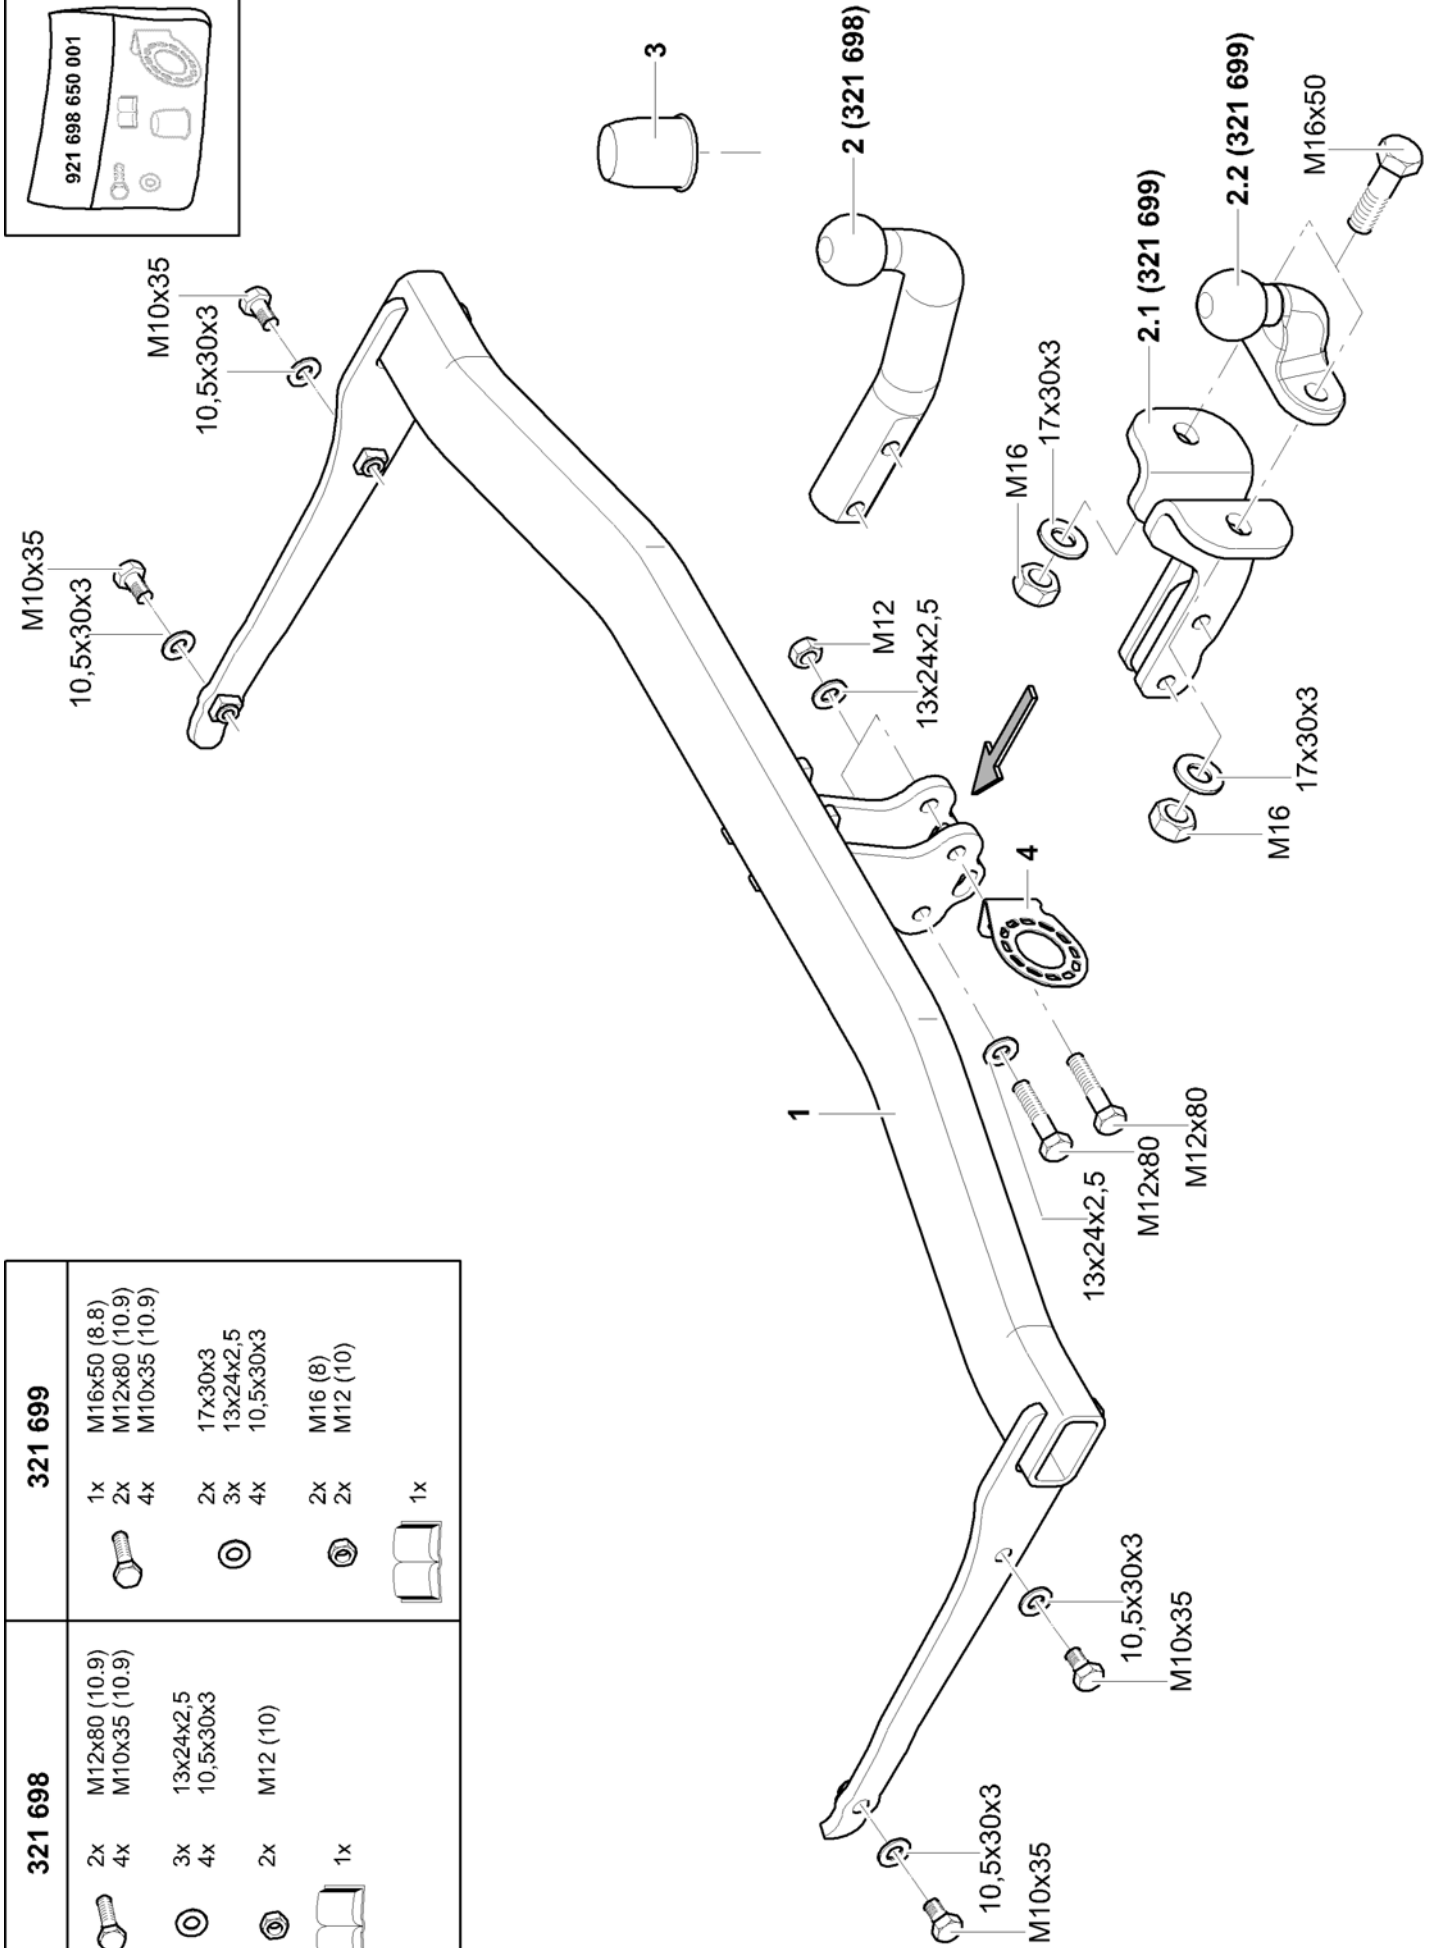 321 698
2x M12x80 (10.9)
4x M10x35 (10.9)
3x 13x24x2,5
4x 10,5x30x3
2x M12 (10)
1x
321 699
1x M16x50 (8.8)
2x M12x80 (10.9)
4x M10x35 (10.9)
2x 17x30x3
3x 13x24x2,5
4x 10,5x30x3
2x M16 (8)
2x M12 (10)
1x
921 698 650 001
M10x35
10,5x30x3
M10x35
10,5x30x3
3
2 (321 698)
1
M12
13x24x2,5
M16
17x30x3
2.1 (321 699)
2.2 (321 699)
M16x50
4
M16
17x30x3
13x24x2,5
M12x80
M12x80
10,5x30x3
M10x35
10,5x30x3
M10x35